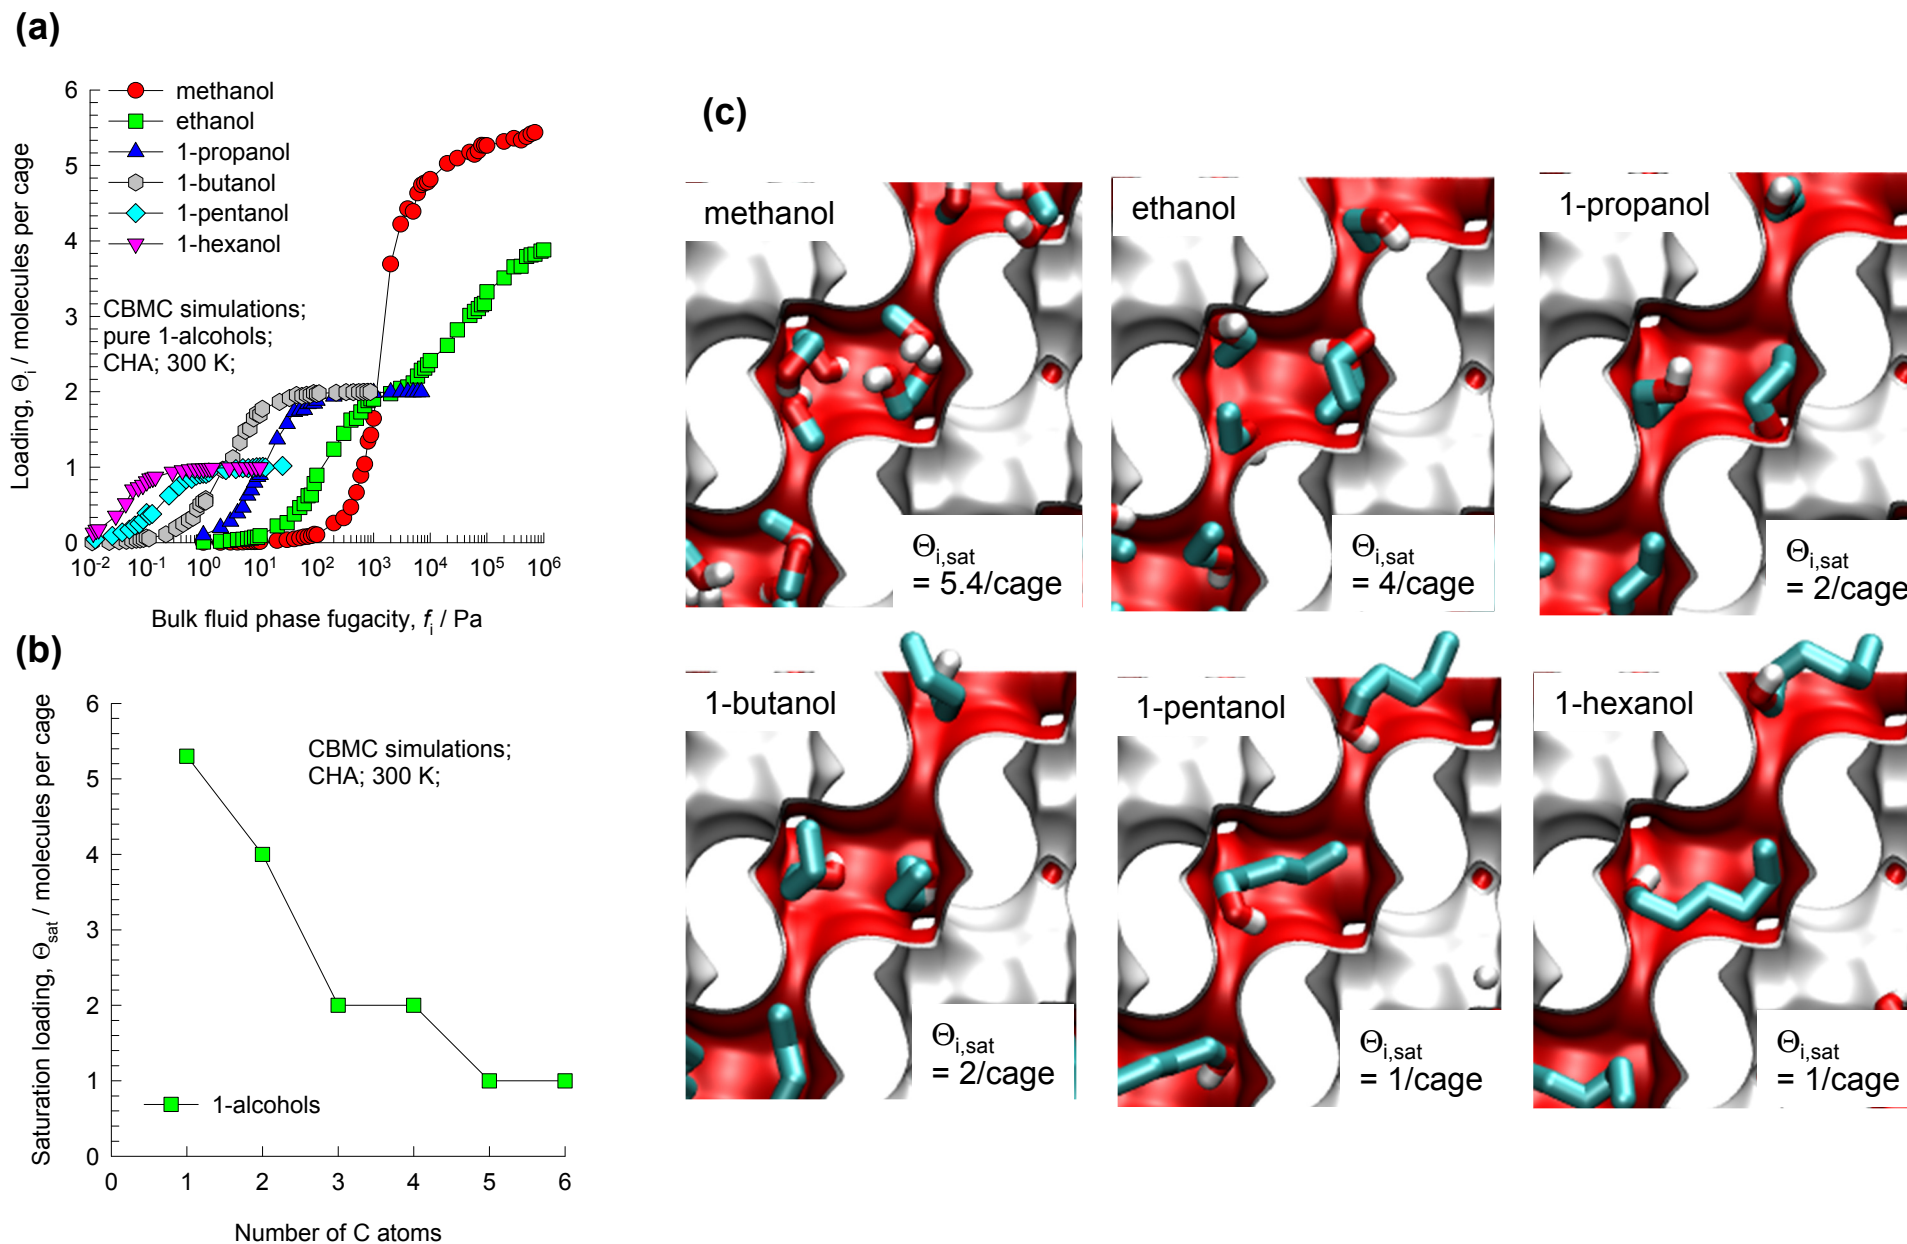 (a)
6
5
4
3
2
1
0
Loading, Θi / molecules per cage
methanol
ethanol
1-propanol
1-butanol
1-pentanol
1-hexanol
CBMC simulations;
pure 1-alcohols;
CHA; 300 K;
10-2 10-1 100 101 102 103 104 105 106
Bulk fluid phase fugacity, fi / Pa
(b)
6
5
4
3
2
1
0
Saturation loading, Θsat / molecules per cage
CBMC simulations;
CHA; 300 K;
1-alcohols
0 1 2 3 4 5 6
Number of C atoms
(c)
methanol
Θi,sat
= 5.4/cage
ethanol
Θi,sat
= 4/cage
1-propanol
Θi,sat
= 2/cage
1-butanol
Θi,sat
= 2/cage
1-pentanol
Θi,sat
= 1/cage
1-hexanol
Θi,sat
= 1/cage